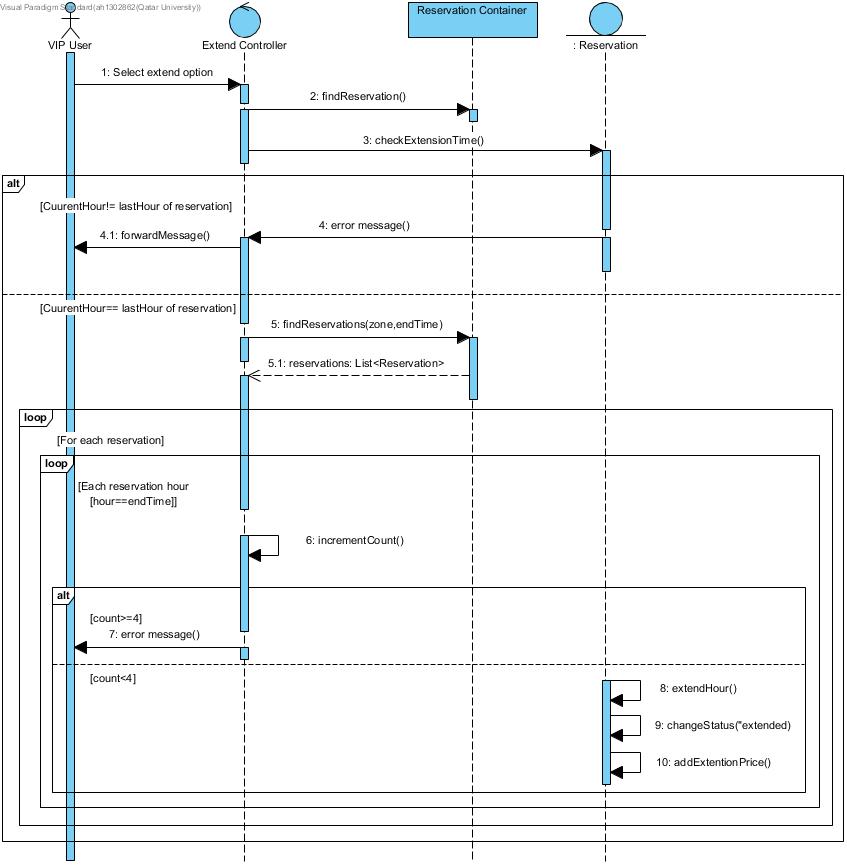 Visual Paradigm Standard(ah1302862(Qatar University))
VIP User
Extend Controller
Reservation Container
: Reservation
1: Select extend option
2: findReservation()
3: checkExtensionTime()
alt
[CuurentHour!= lastHour of reservation]
4: error message()
4.1: forwardMessage()
[CuurentHour== lastHour of reservation]
5: findReservations(zone,endTime)
5.1: reservations: List<Reservation>
loop
[For each reservation]
loop
[Each reservation hour
[hour==endTime]]
6: incrementCount()
alt
[count>=4]
7: error message()
[count<4]
8: extendHour()
9: changeStatus("extended)
10: addExtentionPrice()